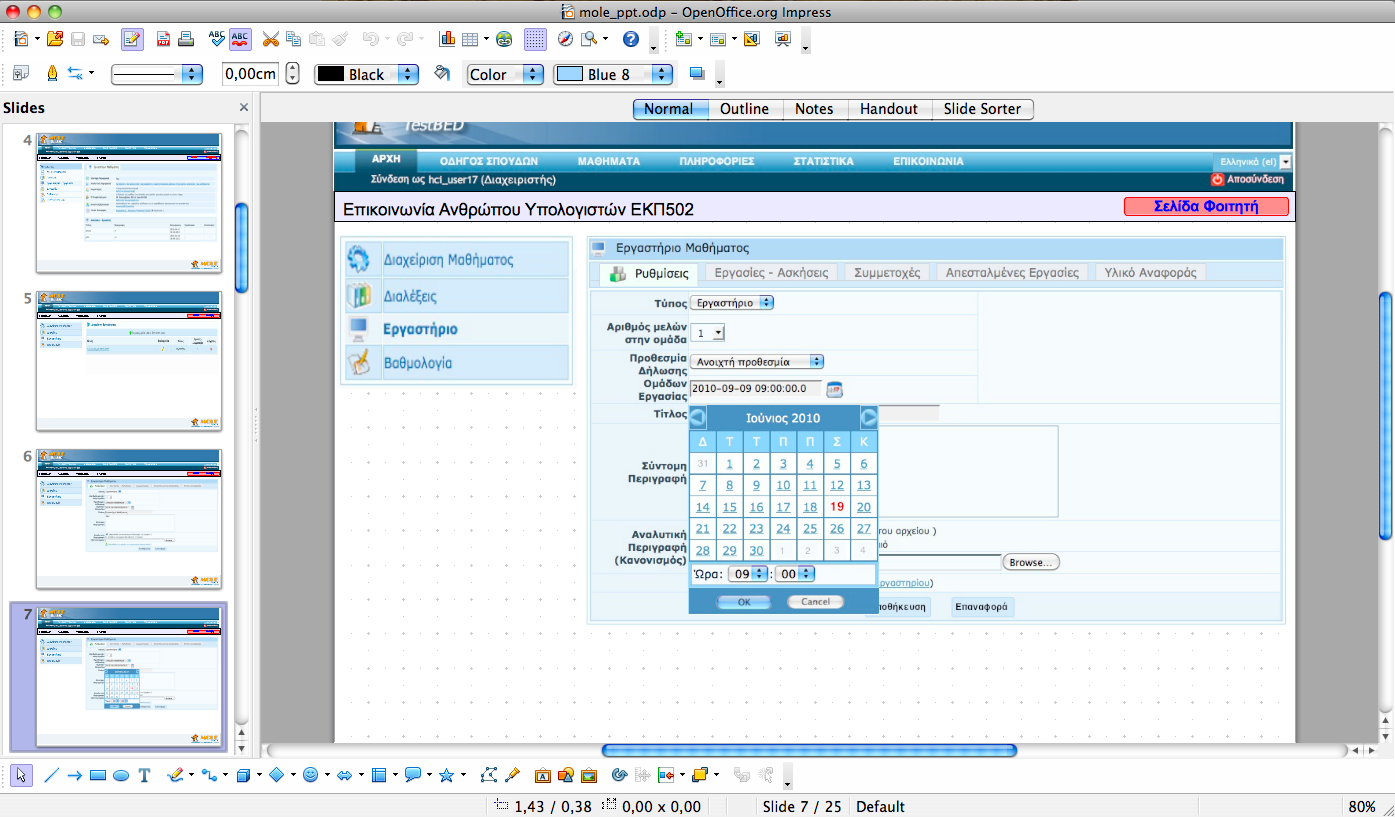 mole_ppt.odp - OpenOffice.org Impress
ABC ABC
0,00cm Black Color Blue 8
Slides
Normal Outline Notes Handout Slide Sorter
4
5
6
7
TestBED
ΑΡΧΗ ΟΔΗΓΟΣ ΣΠΟΥΔΩΝ ΜΑΘΗΜΑΤΑ ΠΛΗΡΟΦΟΡΙΕΣ ΣΤΑΤΙΣΤΙΚΑ ΕΠΙΚΟΙΝΩΝΙΑ Ελληνικά (el)
Σύνδεση ως hci_user17 (Διαχειριστής) Αποσύνδεση
Επικοινωνία Ανθρώπου Υπολογιστών ΕΚΠ502 Σελίδα Φοιτητή
Διαχείριση Μαθήματος
Διαλέξεις
Εργαστήριο
Βαθμολογία
Εργαστήριο Μαθήματος
Ρυθμίσεις Εργασίες - Ασκήσεις Συμμετοχές Απεσταλμένες Εργασίες Υλικό Αναφοράς
Τύπος Εργαστήριο
Αριθμός μελών
στην ομάδα 1
Προθεσμία
Δήλωσης
Ομάδων
Εργασίας
Ανοιχτή προθεσμία
2010-09-09 09:00:00.0
Τίτλος
Ιούνιος 2010
Δ Τ Τ Π Π Σ Κ
31 1 2 3 4 5 6
7 8 9 10 11 12 13
14 15 16 17 18 19 20
21 22 23 24 25 26 27
28 29 30 1 2 3 4
Ώρα: 09 : 00
OK Cancel
Σύντομη
Περιγραφή
Αναλυτική
Περιγραφή
(Κανονισμός)
του αρχείου )
Browse...
ργαστηρίου)
οθήκευση Επαναφορά
1,43 / 0,38 0,00 x 0,00 Slide 7 / 25 Default 80%